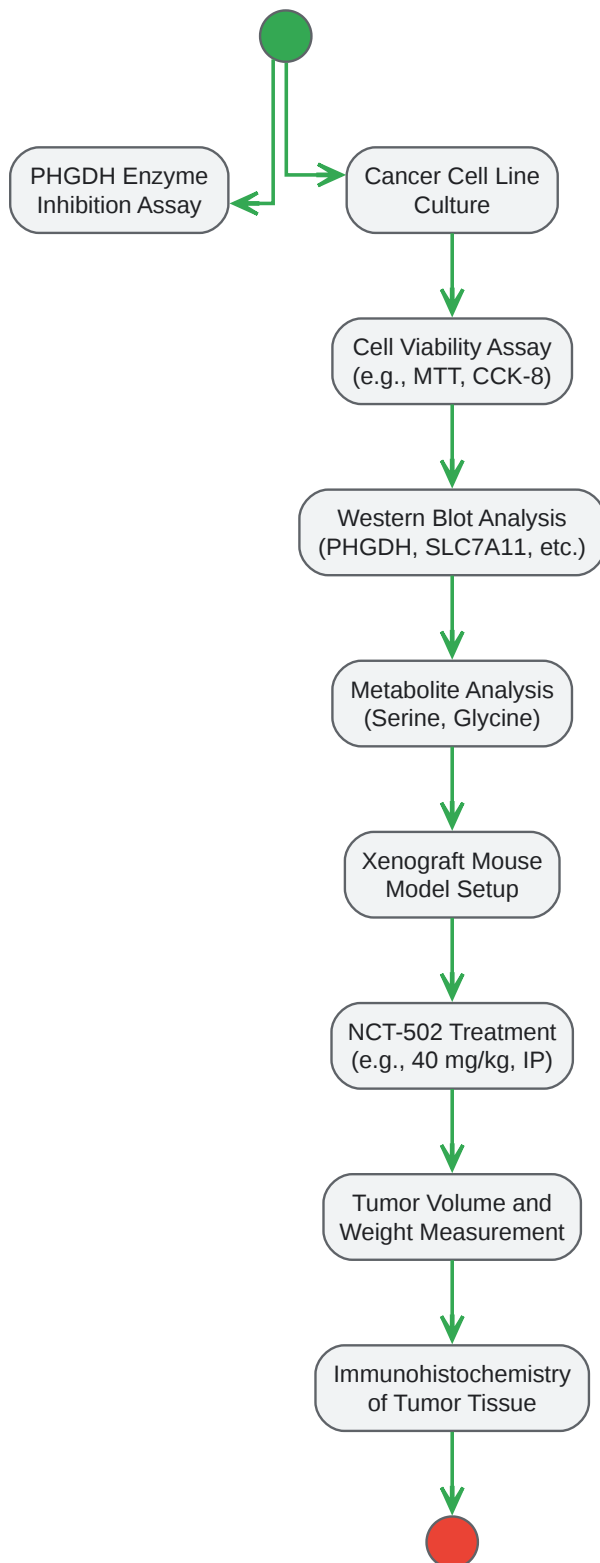 PHGDH Enzyme
Inhibition Assay
Cancer Cell Line
Culture
Cell Viability Assay
(e.g., MTT, CCK-8)
Western Blot Analysis
(PHGDH, SLC7A11, etc.)
Metabolite Analysis
(Serine, Glycine)
Xenograft Mouse
Model Setup
NCT-502 Treatment
(e.g., 40 mg/kg, IP)
Tumor Volume and
Weight Measurement
Immunohistochemistry
of Tumor Tissue